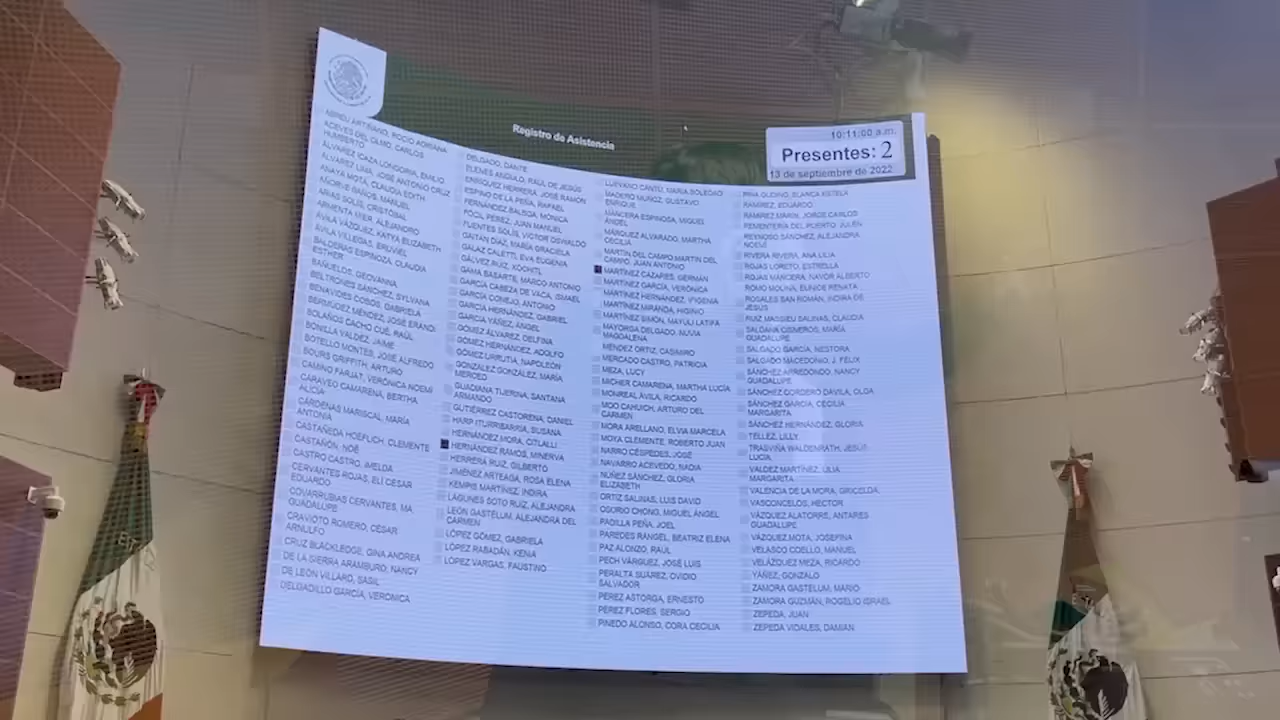 Registro de Asistencia
10:11:00 a.m.
Presentes: 2
13 de septiembre de 2022
ABREU ARTIÑANO, ROCÍO ADRIANA
ACEVES DEL OLMO, CARLOS
HUMBERTO
ÁLVAREZ ICAZA LONGORIA, EMILIO
ÁLVAREZ LIMA, JOSÉ ANTONIO CRUZ
ANAYA MOTA, CLAUDIA EDITH
AÑORVE BAÑOS, MANUEL
ARIAS SOLÍS, CRISTÓBAL
ARMENTA MIER, ALEJANDRO
ÁVILA VÁZQUEZ, KATYA ELIZABETH
ÁVILA VILLEGAS, ERUVIEL
BALDERAS ESPINOZA, CLAUDIA
ESTHER
BAÑUELOS, GEOVANNA
BELTRONES SÁNCHEZ, SYLVANA
BENAVIDES COBOS, GABRIELA
BERMÚDEZ MÉNDEZ, JOSÉ ERANDI
BOLAÑOS CACHO CUÉ, RAÚL
BONILLA VALDEZ, JAIME
BOTELLO MONTES, JOSÉ ALFREDO
BOURS GRIFFITH, ARTURO
CAMINO FARJAT, VERÓNICA NOEMÍ
CARAVEO CAMARENA, BERTHA
ALICIA
CÁRDENAS MARISCAL, MARÍA
ANTONIA
CASTAÑEDA HOEFLICH, CLEMENTE
CASTAÑÓN, NOÉ
CASTRO CASTRO, IMELDA
CERVANTES ROJAS, ELÍ CÉSAR
EDUARDO
COVARRUBIAS CERVANTES, MA
GUADALUPE
CRAVIOTO ROMERO, CÉSAR
ARNULFO
CRUZ BLACKLEDGE, GINA ANDREA
DE LA SIERRA ARAMBURO, NANCY
DE LEÓN VILLARD, SASIL
DELGADILLO GARCÍA, VERÓNICA
DELGADO, DANTE
ELENES ANGULO, RAÚL DE JESÚS
ENRÍQUEZ HERRERA, JOSÉ RAMÓN
ESPINO DE LA PEÑA, RAFAEL
FERNÁNDEZ BALBOA, MÓNICA
FÓCIL PÉREZ, JUAN MANUEL
FUENTES SOLÍS, VÍCTOR OSWALDO
GAITÁN DÍAZ, MARÍA GRACIELA
GALAZ CALETTI, EVA EUGENIA
GÁLVEZ RUIZ, XÓCHITL
GAMA BASARTE, MARCO ANTONIO
GARCÍA CABEZA DE VACA, ISMAEL
GARCÍA CONEJO, ANTONIO
GARCÍA HERNÁNDEZ, GABRIEL
GARCÍA YÁÑEZ, ÁNGEL
GÓMEZ ÁLVAREZ, DELFINA
GÓMEZ HERNÁNDEZ, ADOLFO
GÓMEZ URRUTIA, NAPOLEÓN
GONZÁLEZ GONZÁLEZ, MARÍA
MERCED
GUADIANA TIJERINA, SANTANA
ARMANDO
GUTIÉRREZ CASTORENA, DANIEL
HARP ITURRIBARRÍA, SUSANA
HERNÁNDEZ MORA, CITLALLI
HERNÁNDEZ RAMOS, MINERVA
HERRERA RUIZ, GILBERTO
JIMÉNEZ ARTEAGA, ROSA ELENA
KEMPIS MARTÍNEZ, INDIRA
LAGUNES SOTO RUIZ, ALEJANDRA
LEÓN GASTÉLUM, ALEJANDRA DEL
CARMEN
LÓPEZ GÓMEZ, GABRIELA
LÓPEZ RABADÁN, KENIA
LÓPEZ VARGAS, FAUSTINO
LUÉVANO CANTÚ, MARÍA SOLEDAD
MADERO MUÑOZ, GUSTAVO
ENRIQUE
MANCERA ESPINOSA, MIGUEL
ÁNGEL
MÁRQUEZ ALVARADO, MARTHA
CECILIA
MARTÍN DEL CAMPO MARTÍN DEL
CAMPO, JUAN ANTONIO
MARTÍNEZ CÁZARES, GERMÁN
MARTÍNEZ GARCÍA, VERÓNICA
MARTÍNEZ HERNÁNDEZ, IFIGENIA
MARTÍNEZ MIRANDA, HIGINIO
MARTÍNEZ SIMÓN, MAYULI LATIFA
MAYORGA DELGADO, NUVIA
MAGDALENA
MÉNDEZ ORTIZ, CASIMIRO
MERCADO CASTRO, PATRICIA
MEZA, LUCY
MICHER CAMARENA, MARTHA LUCÍA
MONREAL ÁVILA, RICARDO
MOO CAHUICH, ARTURO DEL
CARMEN
MORA ARELLANO, ELVIA MARCELA
MOYA CLEMENTE, ROBERTO JUAN
NARRO CÉSPEDES, JOSÉ
NAVARRO ACEVEDO, NADIA
NÚÑEZ SÁNCHEZ, GLORIA
ELIZABETH
ORTIZ SALINAS, LUIS DAVID
OSORIO CHONG, MIGUEL ÁNGEL
PADILLA PEÑA, JOEL
PAREDES RANGEL, BEATRIZ ELENA
PAZ ALONZO, RAÚL
PECH VÁRGUEZ, JOSÉ LUIS
PERALTA SUÁREZ, OVIDIO
SALVADOR
PÉREZ ASTORGA, ERNESTO
PÉREZ FLORES, SERGIO
PINEDO ALONSO, CORA CECILIA
PIÑA GUDIÑO, BLANCA ESTELA
RAMÍREZ, EDUARDO
RAMÍREZ MARÍN, JORGE CARLOS
REMENTERÍA DEL PUERTO, JULEN
REYNOSO SÁNCHEZ, ALEJANDRA
NOEMÍ
RIVERA RIVERA, ANA LILIA
ROJAS LORETO, ESTRELLA
ROJAS MANCERA, NAVOR ALBERTO
ROMO MOLINA, EUNICE RENATA
ROSALES SAN ROMÁN, INDIRA DE
JESÚS
RUIZ MASSIEU SALINAS, CLAUDIA
SALDAÑA CISNEROS, MARÍA
GUADALUPE
SALGADO GARCÍA, NESTORA
SALGADO MACEDONIO, J. FÉLIX
SÁNCHEZ ARREDONDO, NANCY
GUADALUPE
SÁNCHEZ CORDERO DÁVILA, OLGA
SÁNCHEZ GARCÍA, CECILIA
MARGARITA
SÁNCHEZ HERNÁNDEZ, GLORIA
TÉLLEZ, LILLY
TRASVIÑA WALDENRATH, JESÚS
LUCÍA
VALDEZ MARTÍNEZ, LILIA
MARGARITA
VALENCIA DE LA MORA, GRICELDA.
VASCONCELOS, HÉCTOR
VÁZQUEZ ALATORRE, ANTARES
GUADALUPE
VÁZQUEZ MOTA, JOSEFINA
VELASCO COELLO, MANUEL
VELÁZQUEZ MEZA, RICARDO
YÁÑEZ, GONZALO
ZAMORA GASTÉLUM, MARIO
ZAMORA GUZMÁN, ROGELIO ISRAEL
ZEPEDA, JUAN
ZEPEDA VIDALES, DAMIÁN